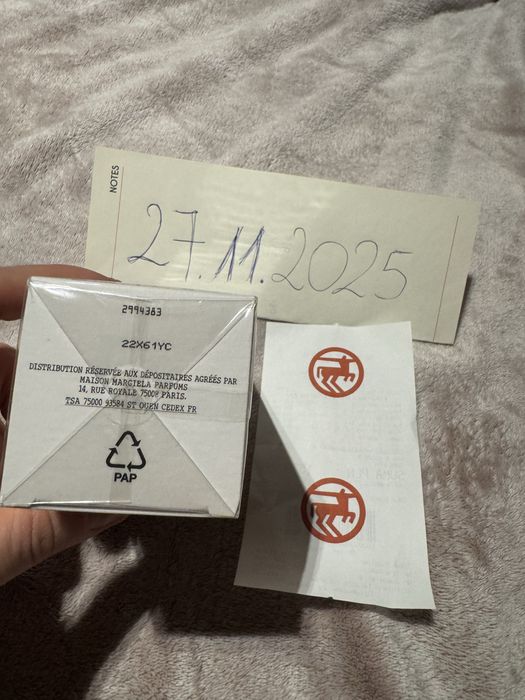 NOTES
27.11.2025
2994383
22X61YC
DISTRIBUTION RÉSERVÉE AUX DÉPOSITAIRES AGRÉÉS PAR
MAISON MARGIELA PARFUMS
14, RUE ROYALE 75008 PARIS.
TSA 75000 93584 ST OUEN CEDEX FR
PAP